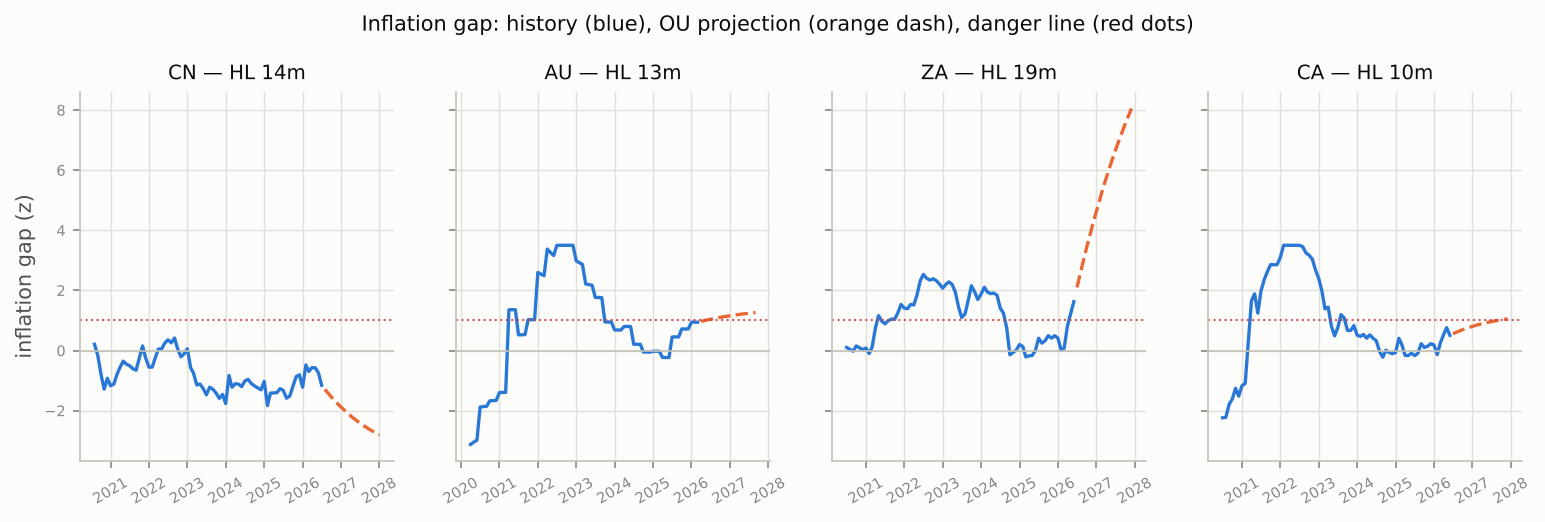 Inflation gap: history (blue), OU projection (orange dash), danger line (red dots)
CN — HL 14m
AU — HL 13m
ZA — HL 19m
CA — HL 10m
inflation gap (z)
8
6
4
2
0
−2
2021 2022 2023 2024 2025 2026 2027 2028
2020 2021 2022 2023 2024 2025 2026 2027 2028
2021 2022 2023 2024 2025 2026 2027 2028
2021 2022 2023 2024 2025 2026 2027 2028